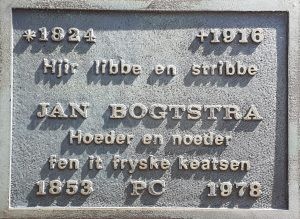 *1824 +1916
Hjir libbe en stribbe
JAN BOGTSTRA
Hoeder en noeder
fen it fryske keatsen
1853 PC 1978